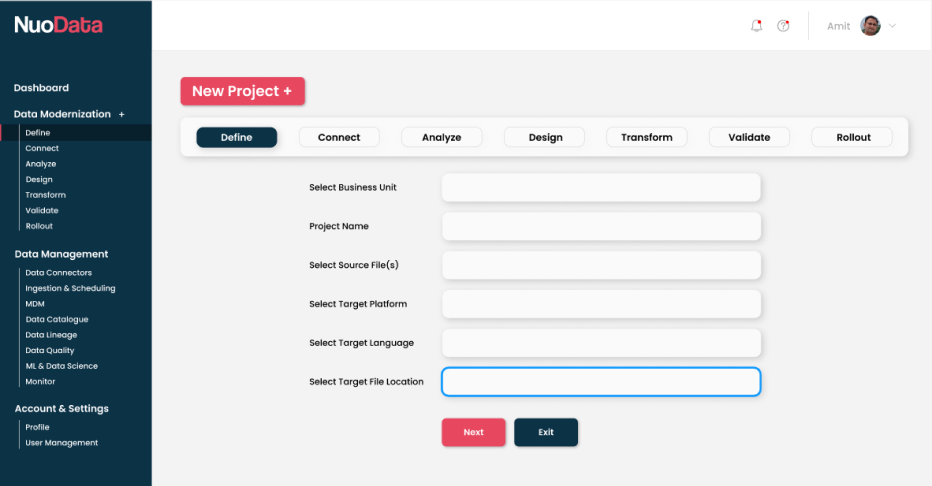 NuoData
Amit
Dashboard
Data Modernization +
Define
Connect
Analyze
Design
Transform
Validate
Rollout
Data Management
Data Connectors
Ingestion & Scheduling
MDM
Data Catalogue
Data Lineage
Data Quality
ML & Data Science
Monitor
Account & Settings
Profile
User Management
New Project +
Define Connect Analyze Design Transform Validate Rollout
Select Business Unit
Project Name
Select Source File(s)
Select Target Platform
Select Target Language
Select Target File Location
Next Exit